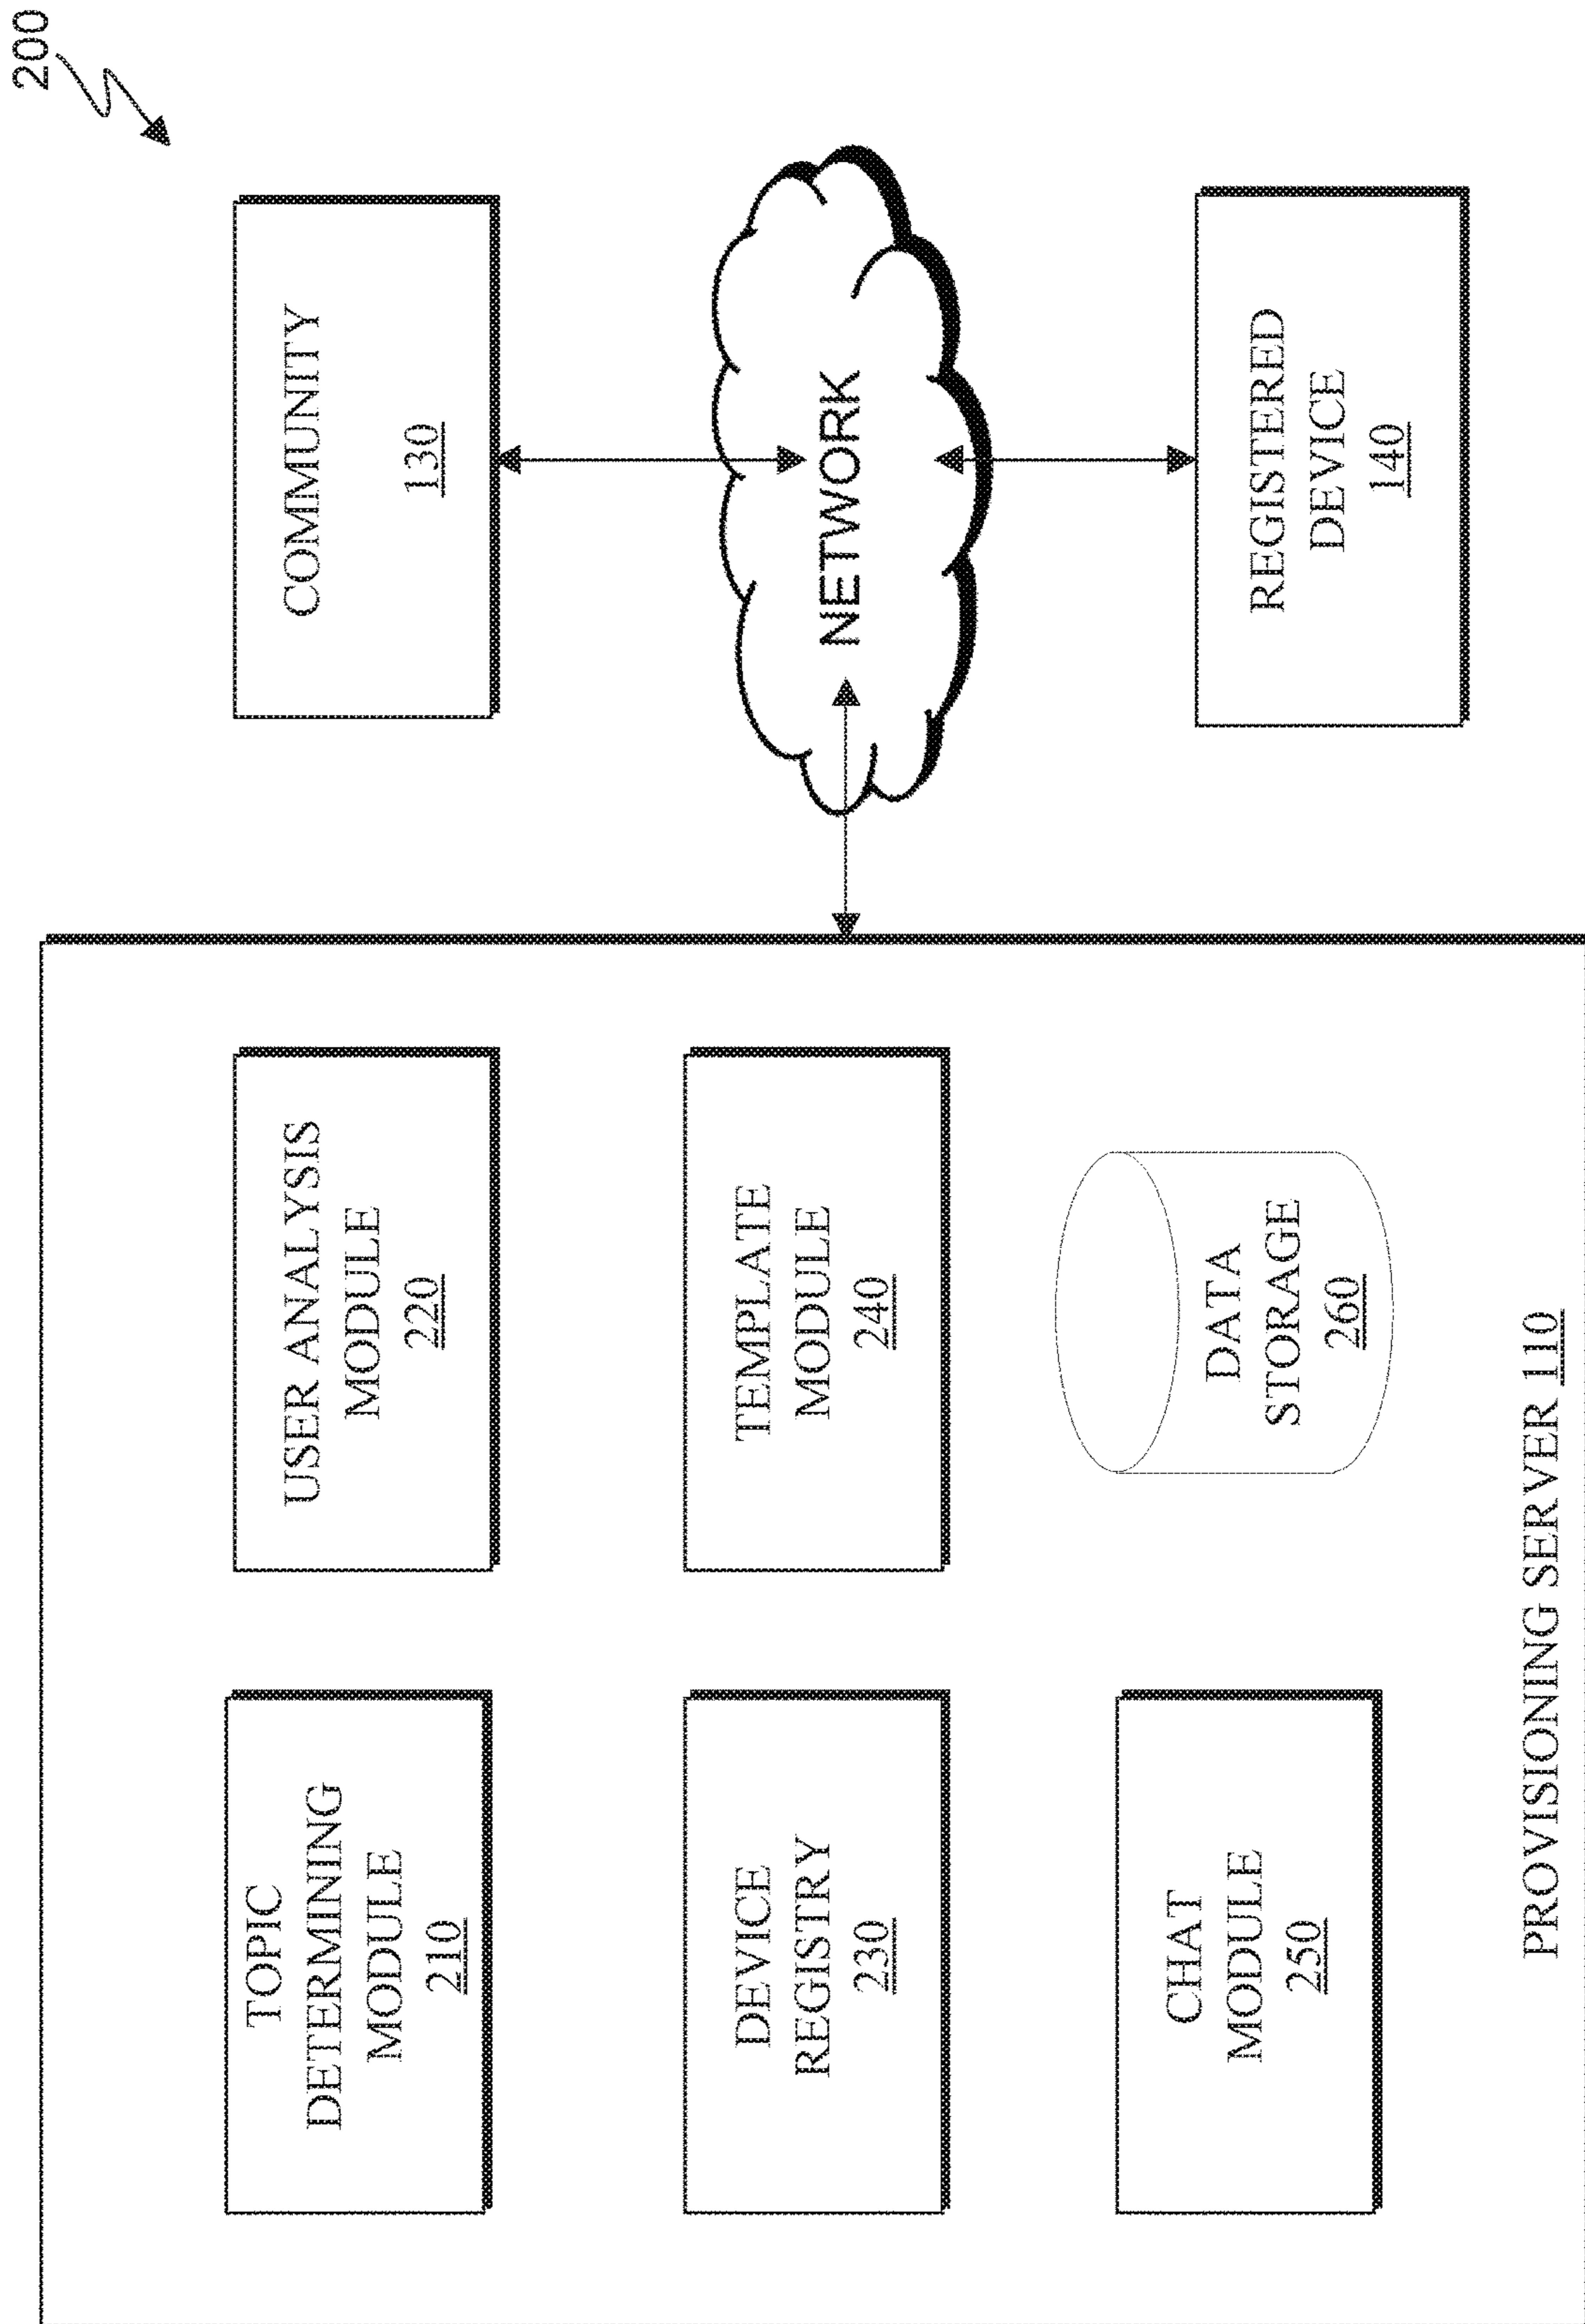 200
TOPIC
DETERMINING
MODULE
210
USER ANALYSIS
MODULE
220
COMMUNITY
130
DEVICE
REGISTRY
230
TEMPLATE
MODULE
240
NETWORK
CHAT
MODULE
250
DATA
STORAGE
260
REGISTERED
DEVICE
140
PROVISIONING SERVER 110